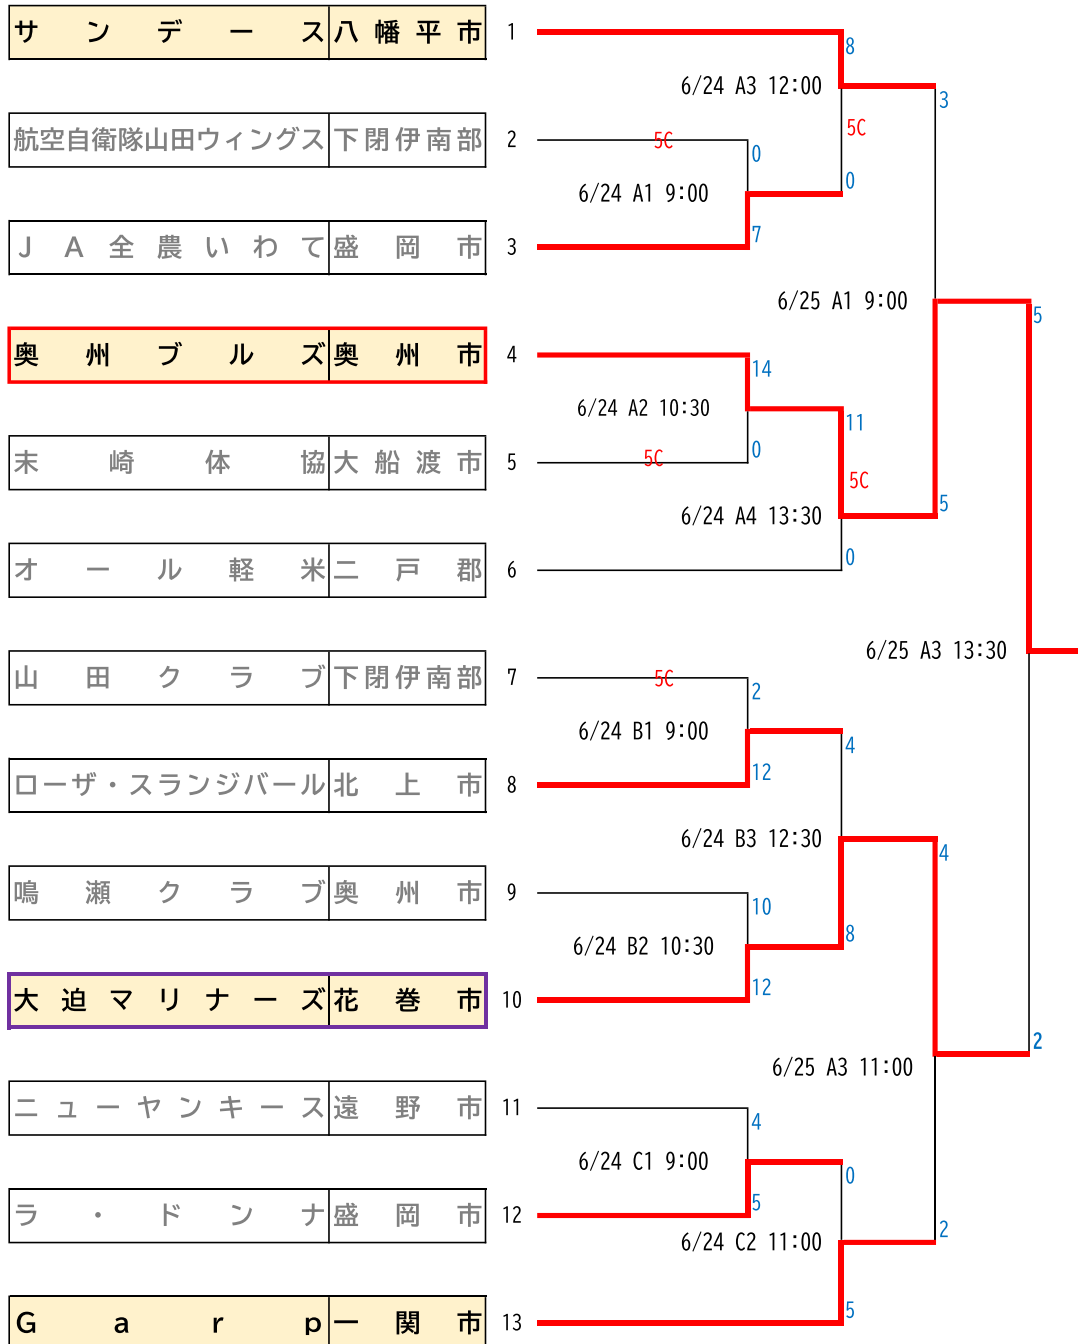 サンデース 八幡平市 1
8
6/24 A3 12:00
3
5C
航空自衛隊山田ウィングス 下閉伊南部 2
5C
0
0
6/24 A1 9:00
7
JA全農いわて 盛岡市 3
6/25 A1 9:00
5
奥州ブルズ 奥州市 4
14
6/24 A2 10:30
11
0
5C
末崎体協 大船渡市 5
5C
5
6/24 A4 13:30
0
オール軽米 二戸郡 6
6/25 A3 13:30
山田クラブ 下閉伊南部 7
5C
2
6/24 B1 9:00
4
12
ローザ・スランジバール 北上市 8
6/24 B3 12:30
4
鳴瀬クラブ 奥州市 9
10
8
6/24 B2 10:30
12
大迫マリナーズ 花巻市 10
2
6/25 A3 11:00
ニューヤンキース 遠野市 11
4
6/24 C1 9:00
0
5
ラ・ドンナ 盛岡市 12
2
6/24 C2 11:00
5
Garp 一関市 13